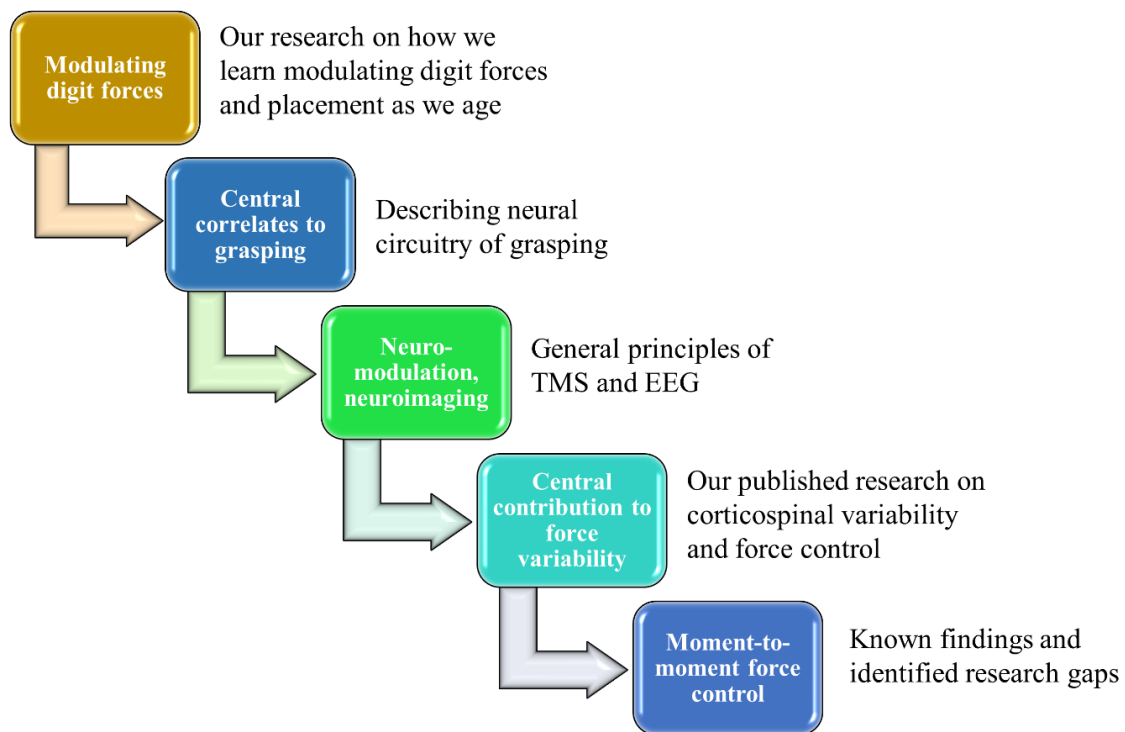 Modulating
digit forces
Our research on how we
learn modulating digit forces
and placement as we age
Central
correlates to
grasping
Describing neural
circuitry of grasping
Neuro-
modulation,
neuroimaging
General principles of
TMS and EEG
Central
contribution to
force
variability
Our published research on
corticospinal variability
and force control
Moment-to-
moment force
control
Known findings and
identified research gaps